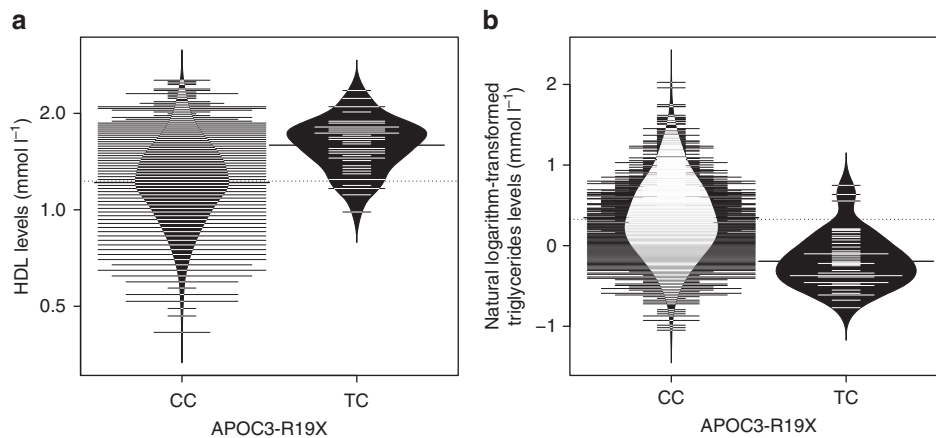 a
HDL levels (mmol l⁻¹)
2.0
1.0
0.5
CC
TC
APOC3-R19X
b
Natural logarithm-transformed
triglycerides levels (mmol l⁻¹)
2
1
0
−1
CC
TC
APOC3-R19X